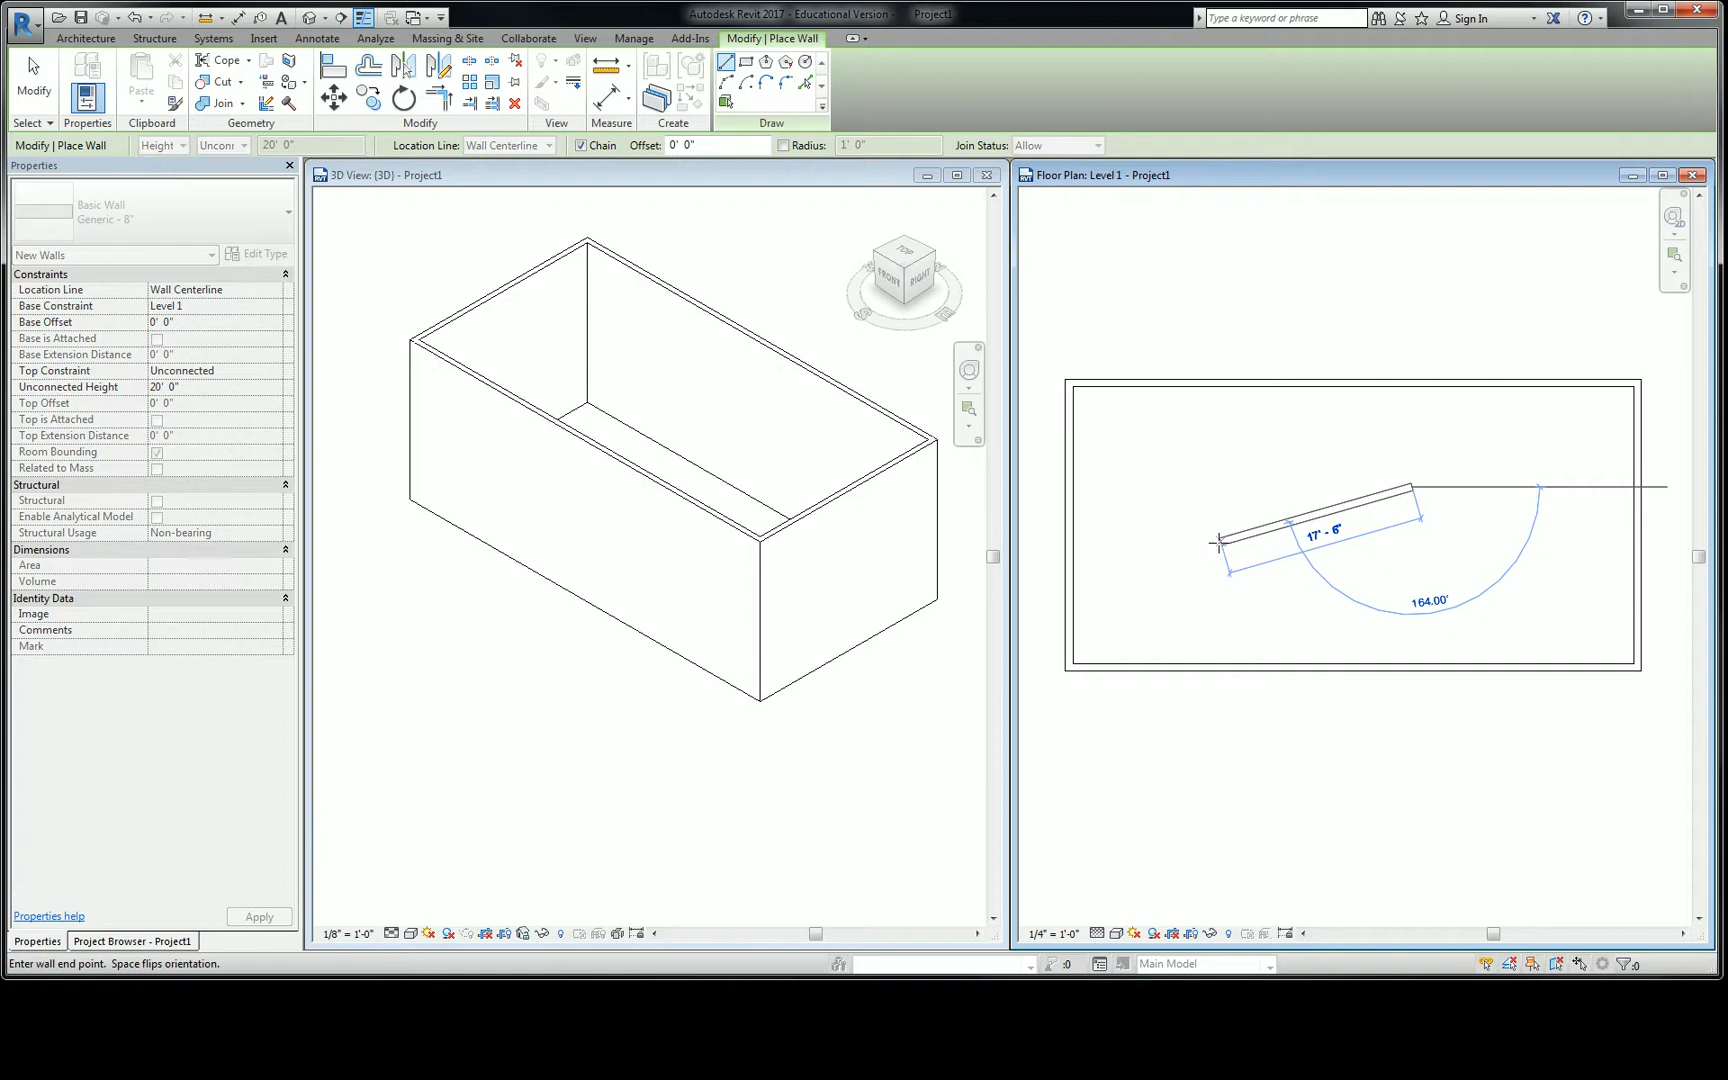 Autodesk Revit 2017 - Educational Version - Project1
Type a keyword or phrase
Sign In
Architecture Structure Systems Insert Annotate Analyze Massing & Site Collaborate View Manage Add-Ins Modify | Place Wall
Modify
Select
Properties
Paste
Clipboard
Cope
Cut
Join
Geometry
Modify
View
Measure
Create
Draw
Modify | Place Wall Height Unconr 20' 0" Location Line: Wall Centerline Chain Offset: 0' 0" Radius: 1' 0" Join Status: Allow
Properties
Basic Wall
Generic - 8"
New Walls Edit Type
Constraints
Location Line Wall Centerline
Base Constraint Level 1
Base Offset 0' 0"
Base is Attached
Base Extension Distance 0' 0"
Top Constraint Unconnected
Unconnected Height 20' 0"
Top Offset 0' 0"
Top is Attached
Top Extension Distance 0' 0"
Room Bounding
Related to Mass
Structural
Structural
Enable Analytical Model
Structural Usage Non-bearing
Dimensions
Area
Volume
Identity Data
Image
Comments
Mark
Properties help Apply
Properties Project Browser - Project1
3D View: {3D} - Project1
TOP
FRONT RIGHT
1/8" = 1'-0"
Floor Plan: Level 1 - Project1
2D
17' - 6"
164.00°
1/4" = 1'-0"
Enter wall end point. Space flips orientation.
:0
Main Model
:0